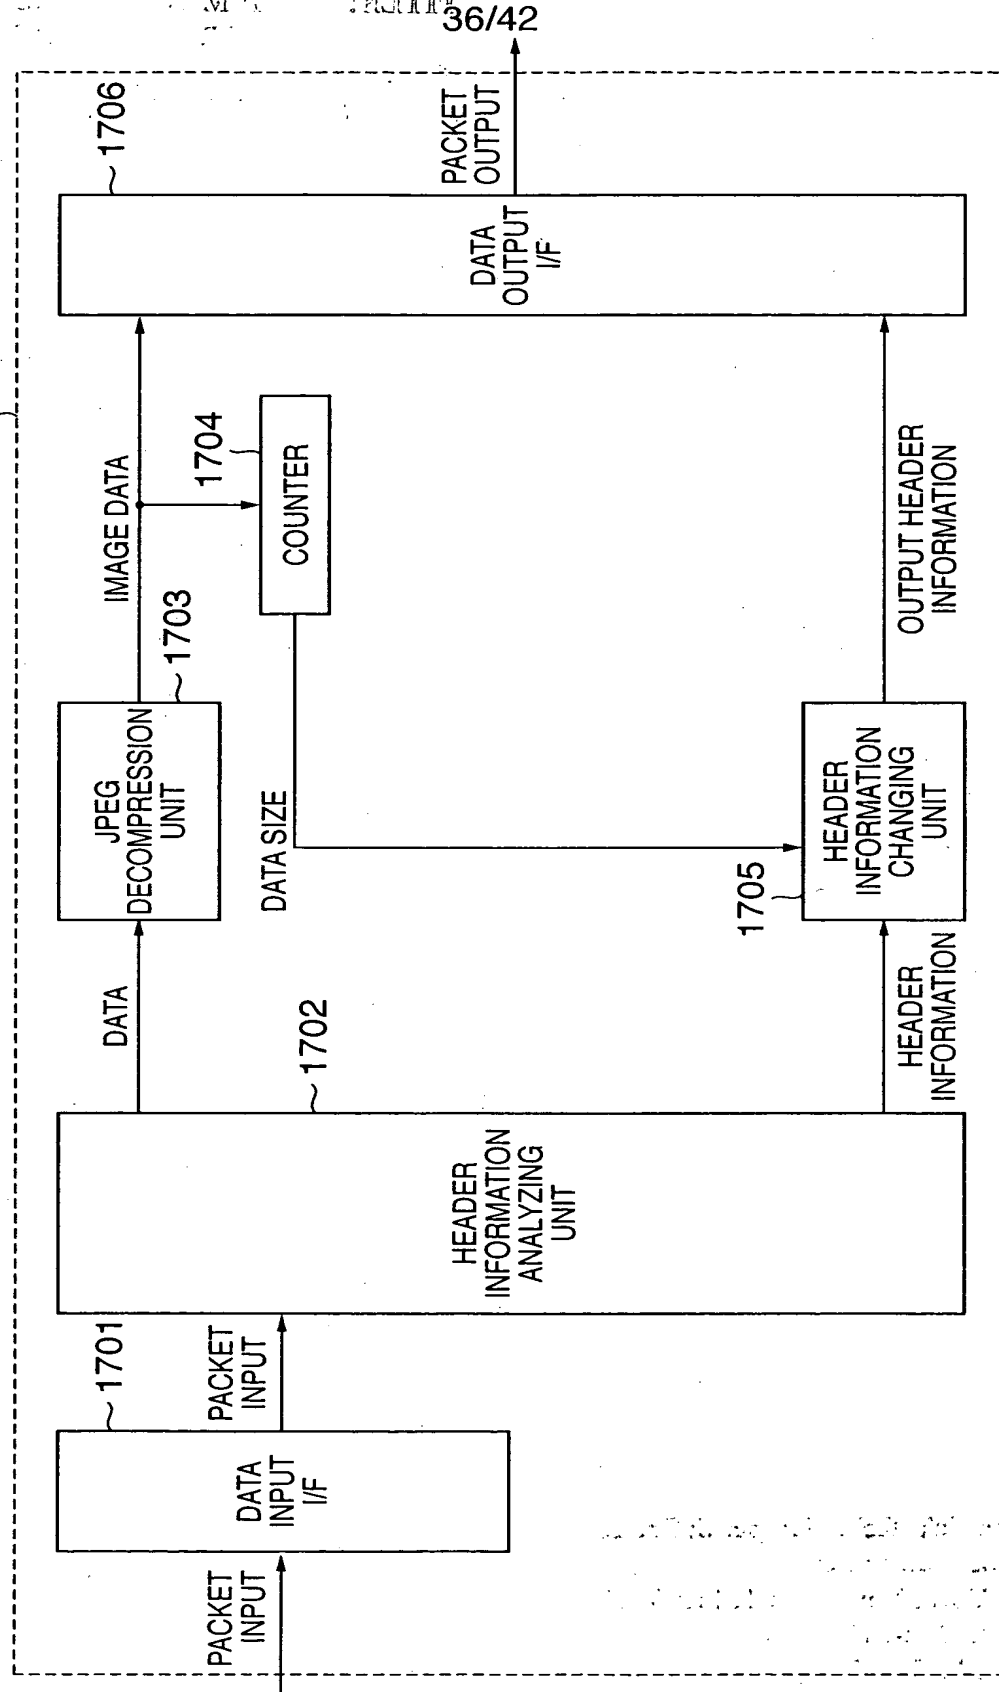 36/42
PACKET
OUTPUT
1706
DATA
OUTPUT
I/F
IMAGE DATA
1704
COUNTER
OUTPUT HEADER
INFORMATION
1703
JPEG
DECOMPRESSION
UNIT
DATA SIZE
1705
HEADER
INFORMATION
CHANGING
UNIT
DATA
1702
HEADER
INFORMATION
HEADER
INFORMATION
ANALYZING
UNIT
1701
PACKET
INPUT
DATA
INPUT
I/F
PACKET
INPUT